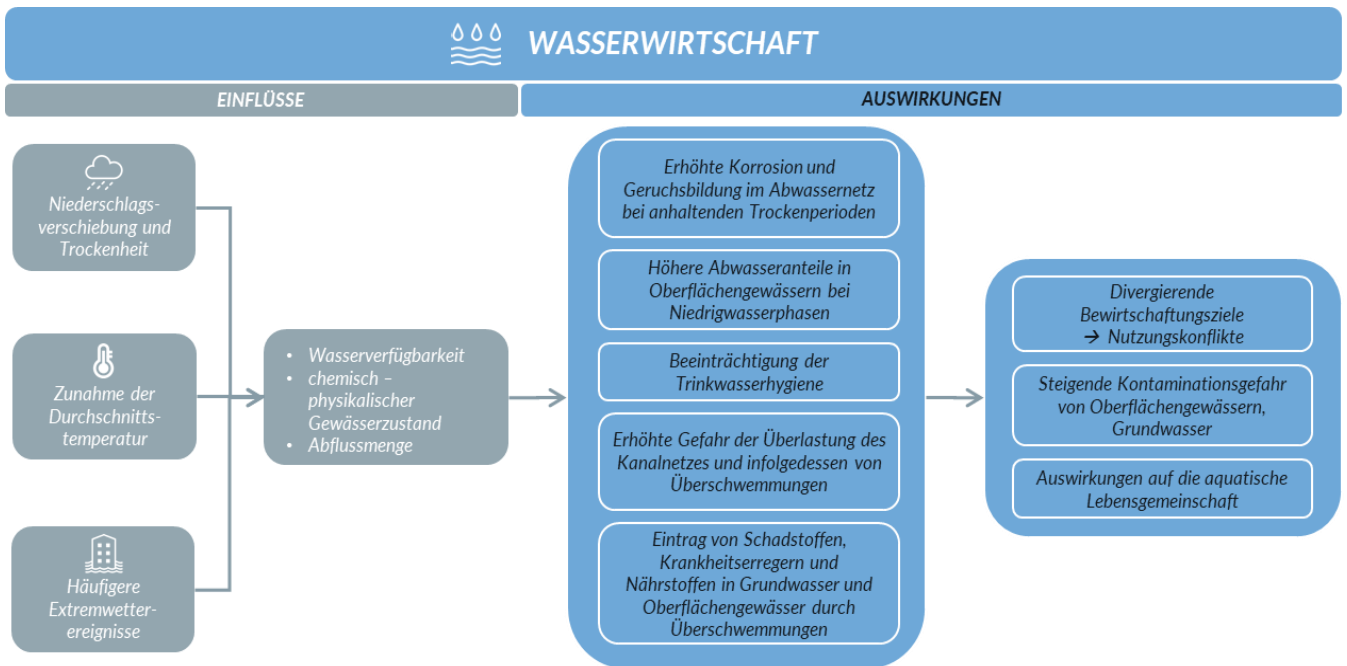 WASSERWIRTSCHAFT
EINFLÜSSE
AUSWIRKUNGEN
Niederschlags-
verschiebung und
Trockenheit
Zunahme der
Durchschnitts-
temperatur
Häufigere
Extremwetter-
ereignisse
• Wasserverfügbarkeit
• chemisch –
physikalischer
Gewässerzustand
• Abflussmenge
Erhöhte Korrosion und
Geruchsbildung im Abwassernetz
bei anhaltenden Trockenperioden
Höhere Abwasseranteile in
Oberflächengewässern bei
Niedrigwasserphasen
Beeinträchtigung der
Trinkwasserhygiene
Erhöhte Gefahr der Überlastung des
Kanalnetzes und infolgedessen von
Überschwemmungen
Eintrag von Schadstoffen,
Krankheitserregern und
Nährstoffen in Grundwasser und
Oberflächengewässer durch
Überschwemmungen
Divergierende
Bewirtschaftungsziele
→ Nutzungskonflikte
Steigende Kontaminationsgefahr
von Oberflächengewässern,
Grundwasser
Auswirkungen auf die aquatische
Lebensgemeinschaft